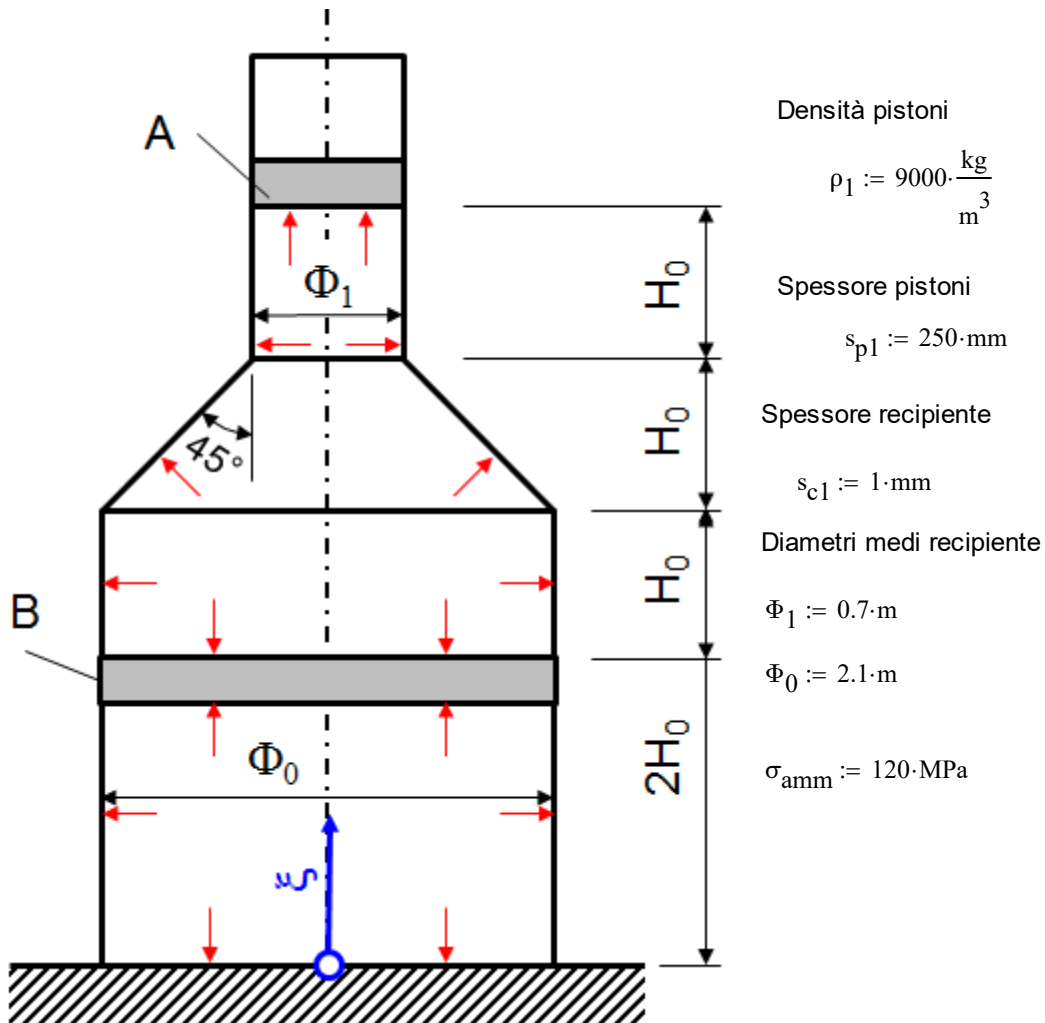 A
Φ1
45°
B
Φ0
ξ
H0
H0
H0
2H0
Densità pistoni
ρ1 := 9000·kg/m3
Spessore pistoni
sp1 := 250·mm
Spessore recipiente
sc1 := 1·mm
Diametri medi recipiente
Φ1 := 0.7·m
Φ0 := 2.1·m
σamm := 120·MPa